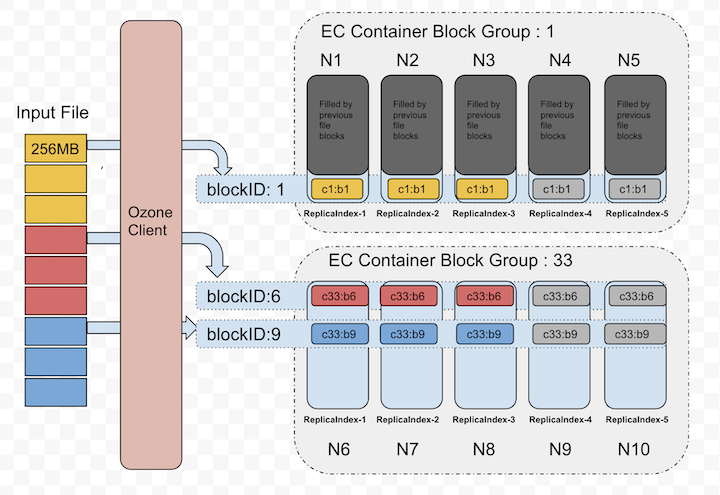 EC Container Block Group : 1
N1 N2 N3 N4 N5
Input File
Filled by previous file blocks
Filled by previous file blocks
Filled by previous file blocks
Filled by previous file blocks
Filled by previous file blocks
256MB
blockID: 1
c1:b1 c1:b1 c1:b1 c1:b1 c1:b1
ReplicaIndex-1 ReplicaIndex-2 ReplicaIndex-3 ReplicaIndex-4 ReplicaIndex-5
Ozone
Client
EC Container Block Group : 33
blockID:6
c33:b6 c33:b6 c33:b6 c33:b6 c33:b6
blockID:9
c33:b9 c33:b9 c33:b9 c33:b9 c33:b9
ReplicaIndex-1 ReplicaIndex-2 ReplicaIndex-3 ReplicaIndex-4 ReplicaIndex-5
N6 N7 N8 N9 N10